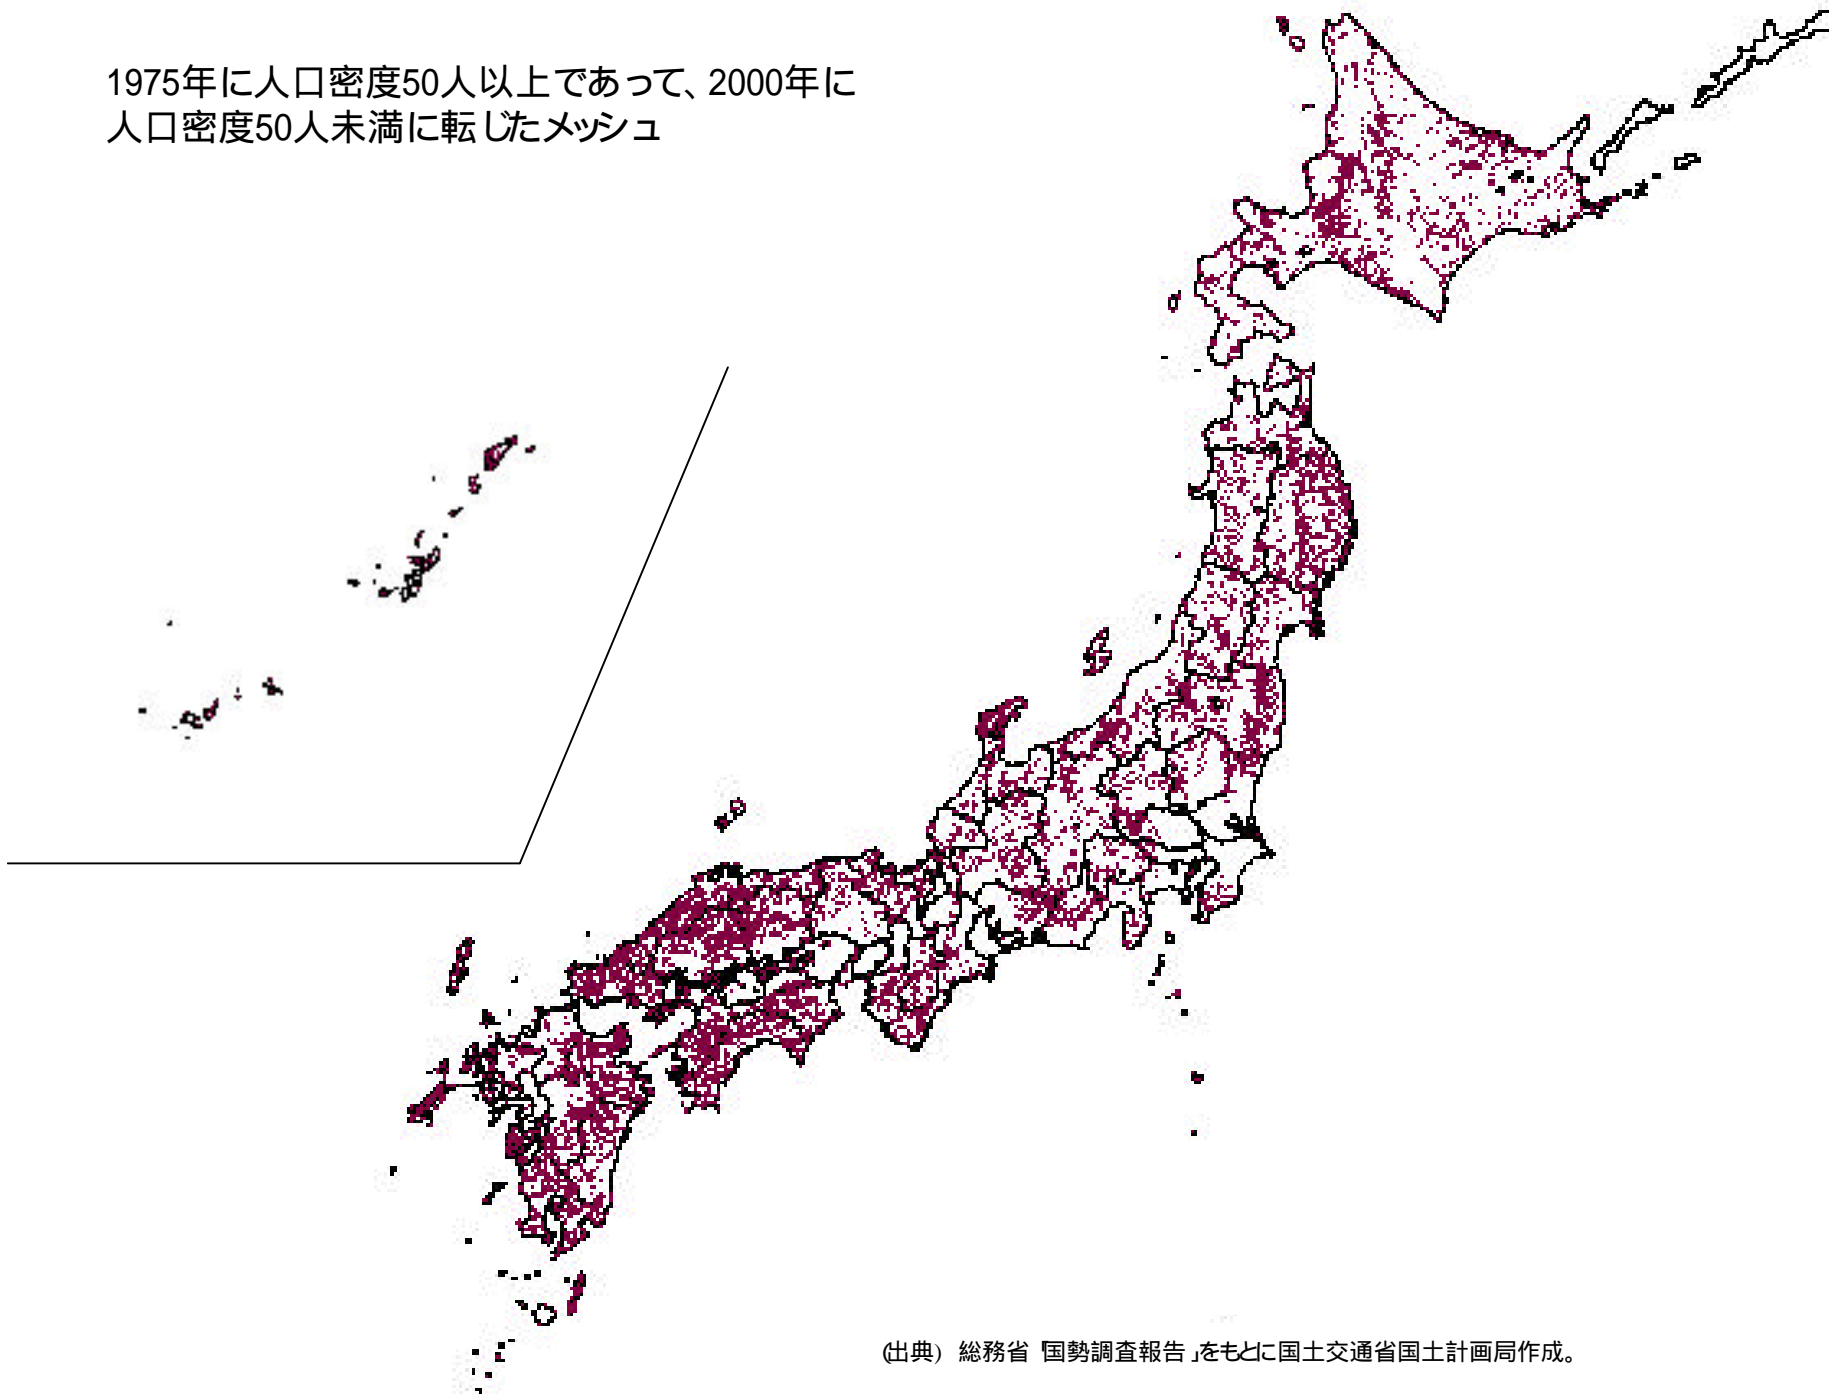 1975年に人口密度50人以上であって、2000年に
人口密度50人未満に転じたメッシュ
(出典) 総務省「国勢調査報告」をもとに国土交通省国土計画局作成。